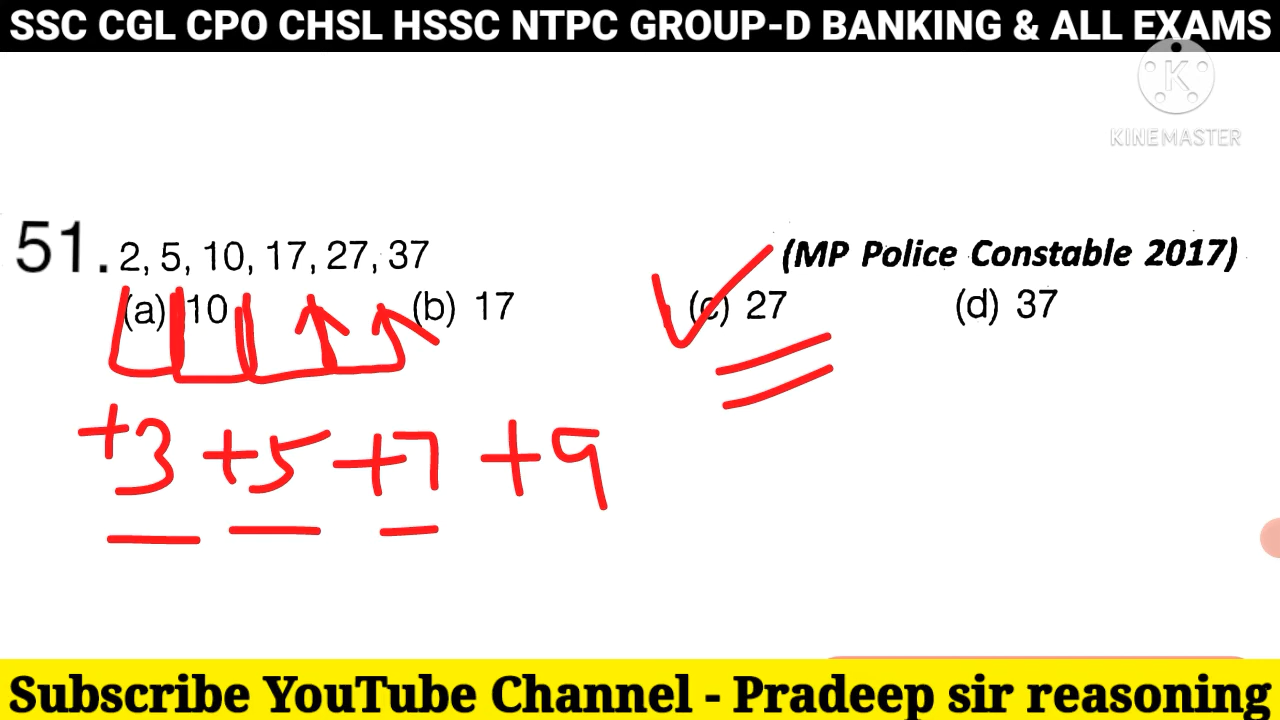 SSC CGL CPO CHSL HSSC NTPC GROUP-D BANKING & ALL EXAMS
K
KINEMASTER
51. 2, 5, 10, 17, 27, 37 (MP Police Constable 2017)
(a) 10 (b) 17 (c) 27 (d) 37
+3 +5 +7 +9
Subscribe YouTube Channel - Pradeep sir reasoning